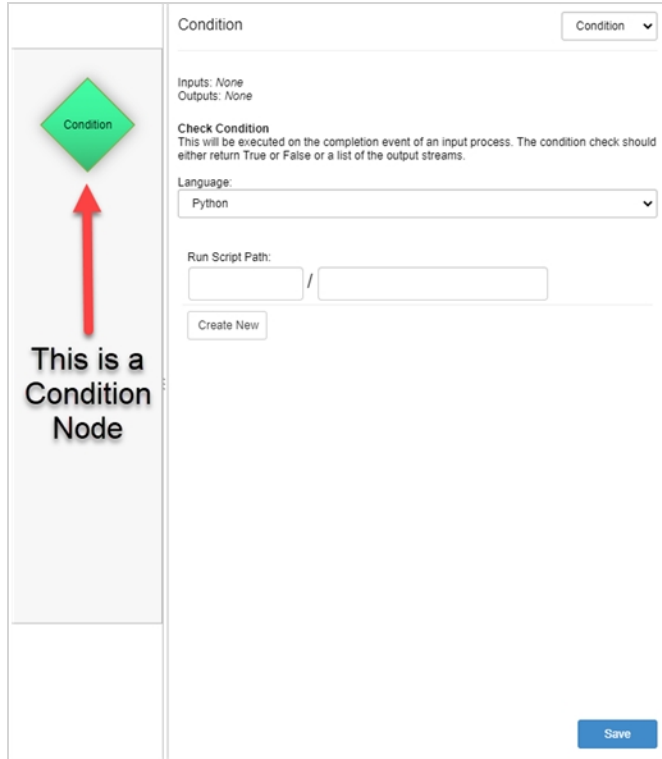 Condition
Condition
Condition
Inputs: None
Outputs: None
Check Condition
This will be executed on the completion event of an input process. The condition check should
either return True or False or a list of the output streams.
Language:
Python
Run Script Path:
/
Create New
This is a
Condition
Node
Save